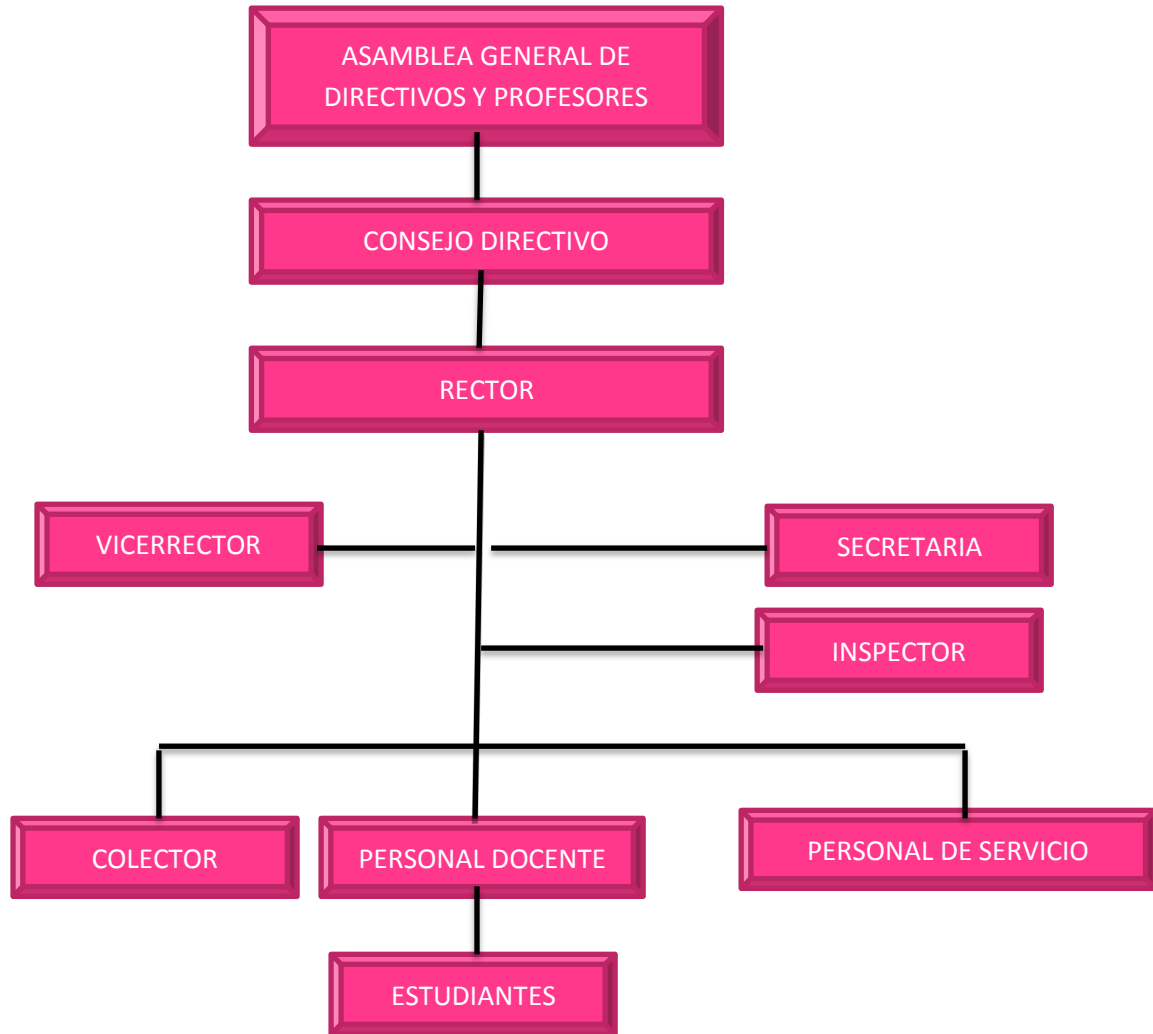 ASAMBLEA GENERAL DE
DIRECTIVOS Y PROFESORES
CONSEJO DIRECTIVO
RECTOR
VICERRECTOR
SECRETARIA
INSPECTOR
COLECTOR
PERSONAL DOCENTE
PERSONAL DE SERVICIO
ESTUDIANTES